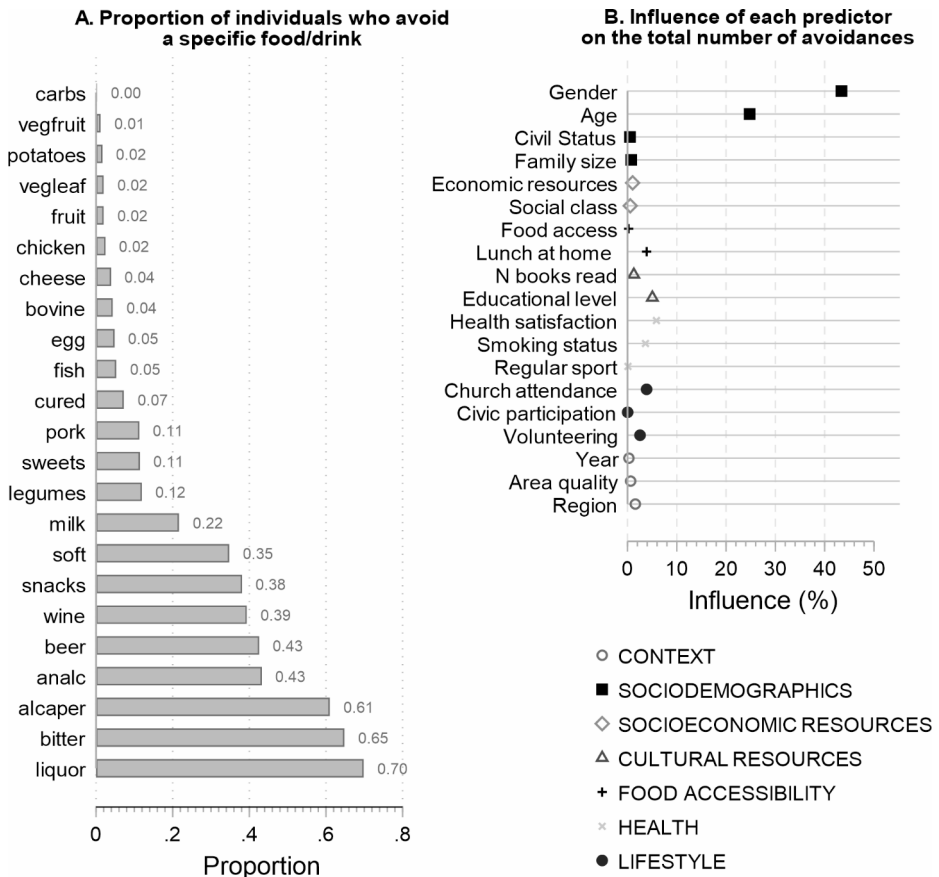 A. Proportion of individuals who avoid
a specific food/drink
carbs 0.00
vegfruit 0.01
potatoes 0.02
vegleaf 0.02
fruit 0.02
chicken 0.02
cheese 0.04
bovine 0.04
egg 0.05
fish 0.05
cured 0.07
pork 0.11
sweets 0.11
legumes 0.12
milk 0.22
soft 0.35
snacks 0.38
wine 0.39
beer 0.43
analc 0.43
alcaper 0.61
bitter 0.65
liquor 0.70
0 .2 .4 .6 .8
Proportion
B. Influence of each predictor
on the total number of avoidances
Gender
Age
Civil Status
Family size
Economic resources
Social class
Food access
Lunch at home
N books read
Educational level
Health satisfaction
Smoking status
Regular sport
Church attendance
Civic participation
Volunteering
Year
Area quality
Region
0 10 20 30 40 50
Influence (%)
CONTEXT
SOCIODEMOGRAPHICS
SOCIOECONOMIC RESOURCES
CULTURAL RESOURCES
FOOD ACCESSIBILITY
HEALTH
LIFESTYLE